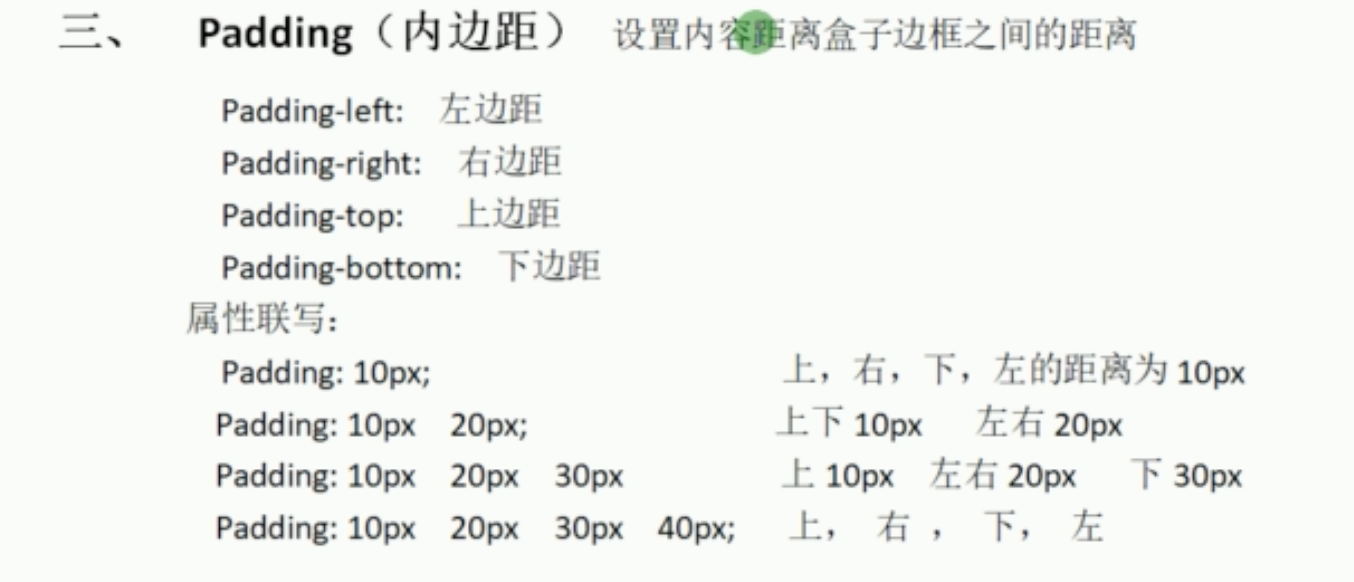 三、 Padding（内边距） 设置内容距离盒子边框之间的距离
Padding-left: 左边距
Padding-right: 右边距
Padding-top: 上边距
Padding-bottom: 下边距
属性联写：
Padding: 10px; 上，右，下，左的距离为 10px
Padding: 10px 20px; 上下 10px 左右 20px
Padding: 10px 20px 30px 上 10px 左右 20px 下 30px
Padding: 10px 20px 30px 40px; 上， 右 ， 下， 左